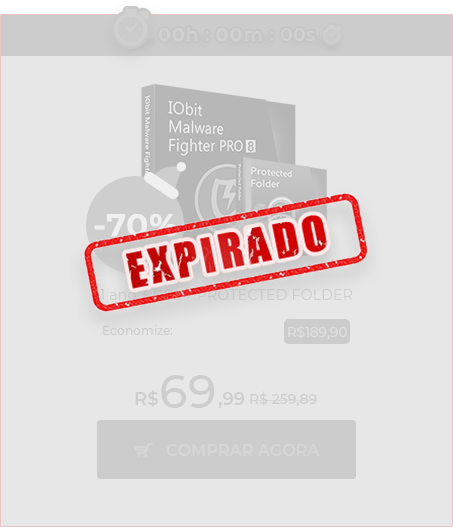 00h : 00m : 00s
IObit
Malware
Fighter PRO 8
IObit Malware
Protected
Folder
Protected
-70%
EXPIRADO
PROTECTED FOLDER
Economize:
R$189,90
R$69,99 R$ 259,89
COMPRAR AGORA